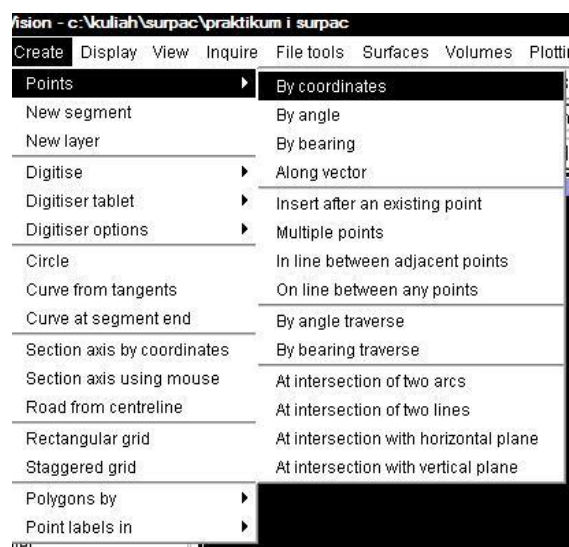 Vision - c:\kuliah\surpac\praktikum i surpac
Create Display View Inquire File tools Surfaces Volumes Plotti
Points
New segment
New layer
Digitise
Digitiser tablet
Digitiser options
Circle
Curve from tangents
Curve at segment end
Section axis by coordinates
Section axis using mouse
Road from centreline
Rectangular grid
Staggered grid
Polygons by
Point labels in
By coordinates
By angle
By bearing
Along vector
Insert after an existing point
Multiple points
In line between adjacent points
On line between any points
By angle traverse
By bearing traverse
At intersection of two arcs
At intersection of two lines
At intersection with horizontal plane
At intersection with vertical plane